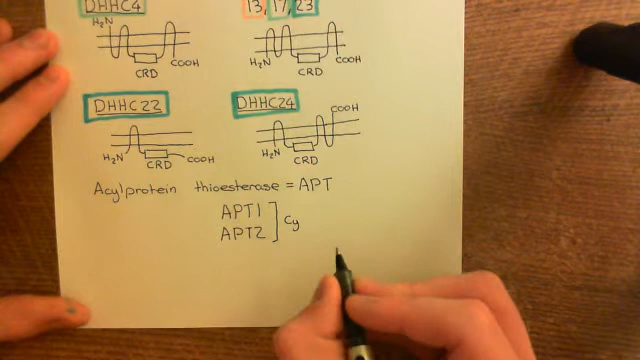 DHHC4
13, 17, 23
H₂N
CRD
COOH
H₂N
CRD
COOH
DHHC22
DHHC24
H₂N
CRD
COOH
H₂N
CRD
COOH
Acylprotein thioesterase = APT
APT1
APT2
Cy